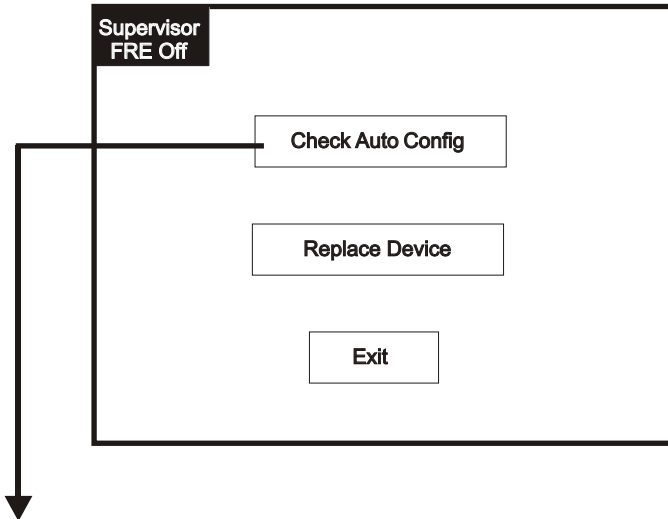 Supervisor
FRE Off
Check Auto Config
Replace Device
Exit